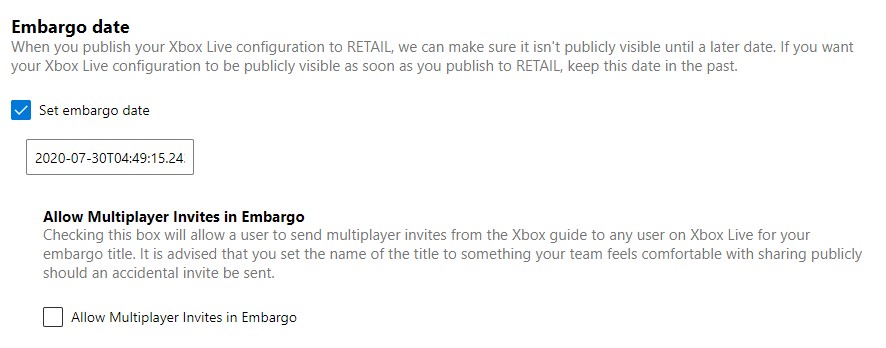 Embargo date
When you publish your Xbox Live configuration to RETAIL, we can make sure it isn't publicly visible until a later date. If you want
your Xbox Live configuration to be publicly visible as soon as you publish to RETAIL, keep this date in the past.
Set embargo date
2020-07-30T04:49:15.24
Allow Multiplayer Invites in Embargo
Checking this box will allow a user to send multiplayer invites from the Xbox guide to any user on Xbox Live for your
embargo title. It is advised that you set the name of the title to something your team feels comfortable with sharing publicly
should an accidental invite be sent.
Allow Multiplayer Invites in Embargo